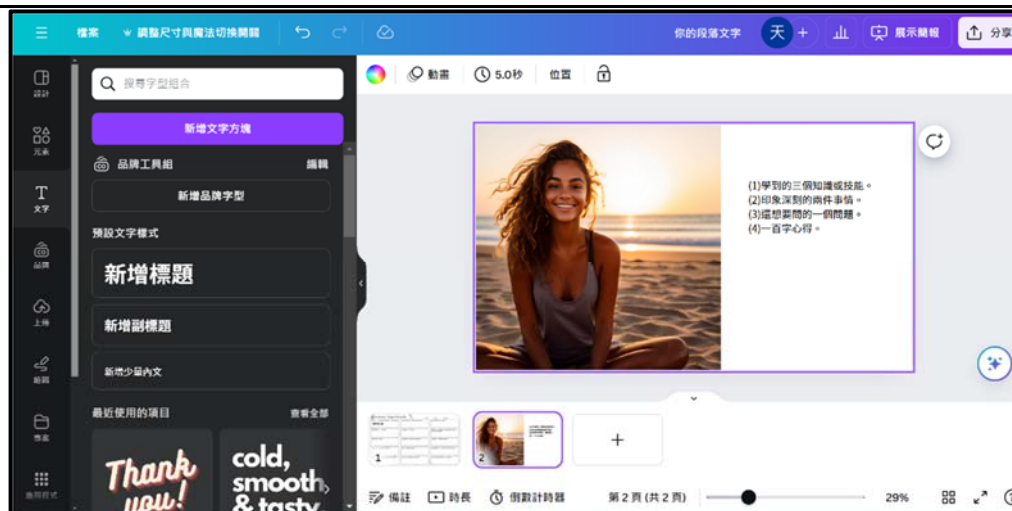 檔案
調整尺寸與魔法切換開關
你的段落文字
天
+
展示簡報
分享
設計
元素
T
文字
品牌
上傳
繪圖
專案
應用程式
搜尋字型組合
新增文字方塊
品牌工具組
編輯
新增品牌字型
預設文字樣式
新增標題
新增副標題
新增少量內文
最近使用的項目
查看全部
Thank
you!
cold,
smooth
& tasty.
動畫
5.0秒
位置
(1)學到的三個知識或技能。
(2)印象深刻的兩件事情。
(3)還想要問的一個問題。
(4)一百字心得。
1
2
+
備註
時長
倒數計時器
第 2 頁 (共 2 頁)
29%